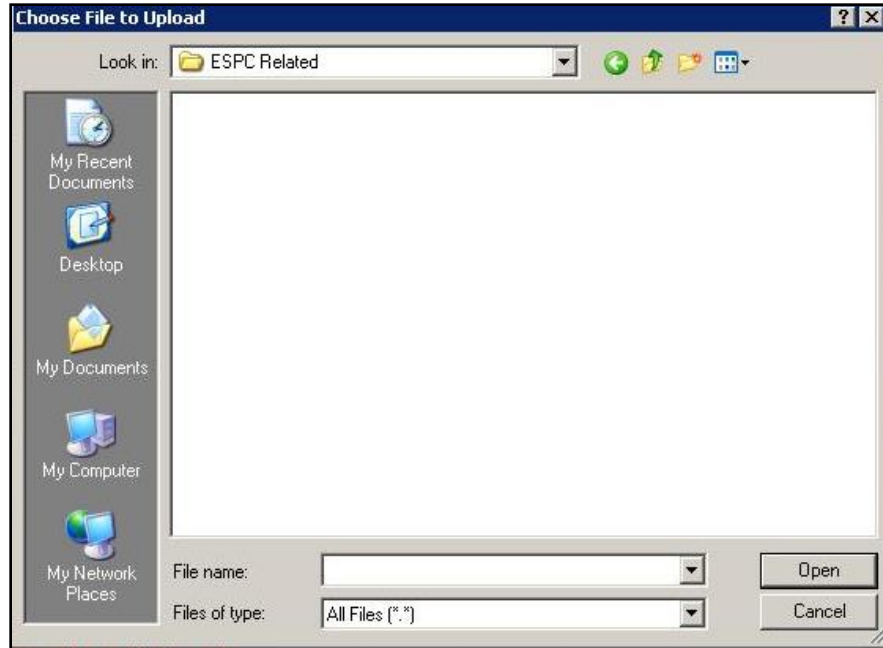 Choose File to Upload
Look in: ESPC Related
My Recent
Documents
Desktop
My Documents
My Computer
My Network
Places
File name:
Open
Files of type: All Files (*.*)
Cancel